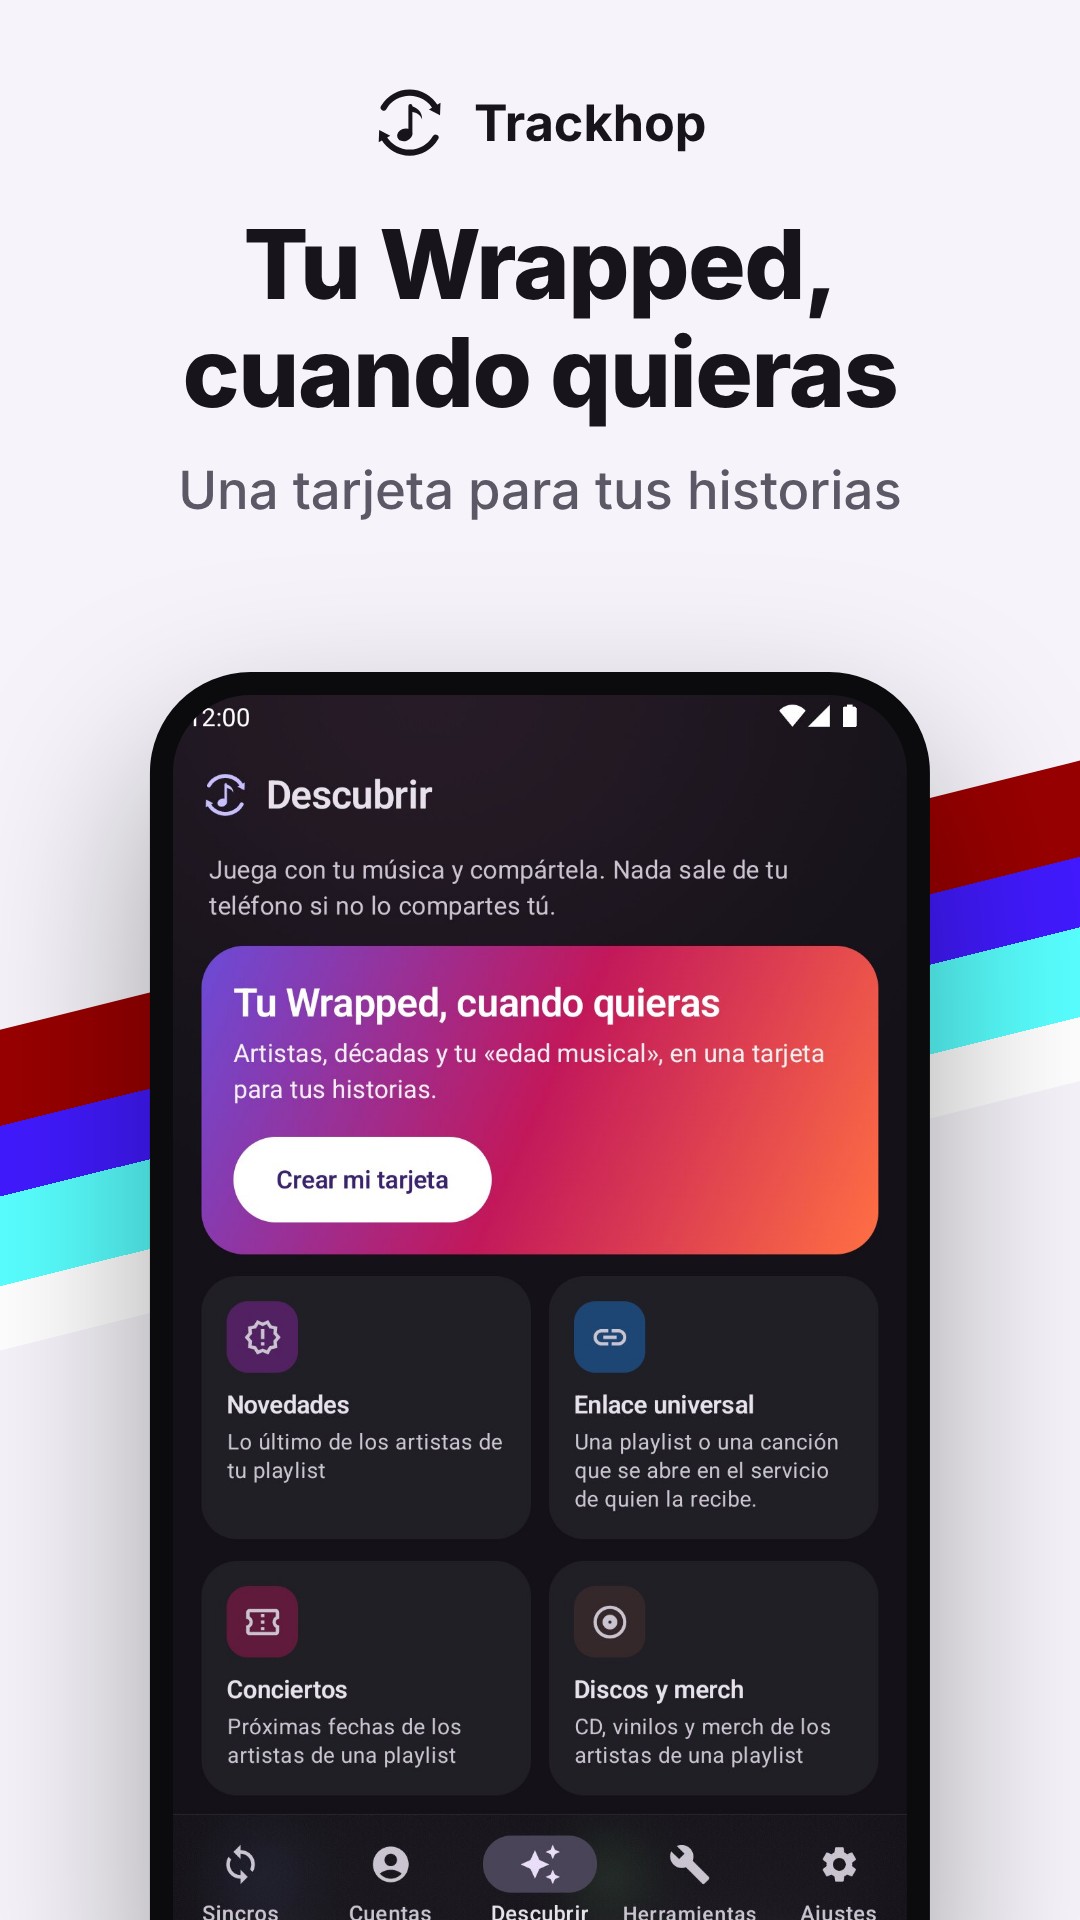 Trackhop
Tu Wrapped,
cuando quieras
Una tarjeta para tus historias
12:00
Descubrir
Juega con tu música y compártela. Nada sale de tu
teléfono si no lo compartes tú.
Tu Wrapped, cuando quieras
Artistas, décadas y tu «edad musical», en una tarjeta
para tus historias.
Crear mi tarjeta
Novedades
Lo último de los artistas de
tu playlist
Enlace universal
Una playlist o una canción
que se abre en el servicio
de quien la recibe.
Conciertos
Próximas fechas de los
artistas de una playlist
Discos y merch
CD, vinilos y merch de los
artistas de una playlist
Sincros
Cuentas
Descubrir
Herramientas
Ajustes